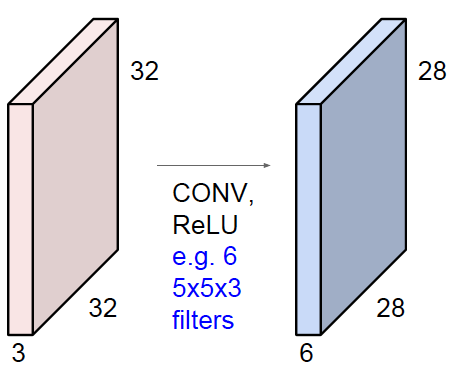 32
32
3
CONV,
ReLU
e.g. 6
5x5x3
filters
28
28
6